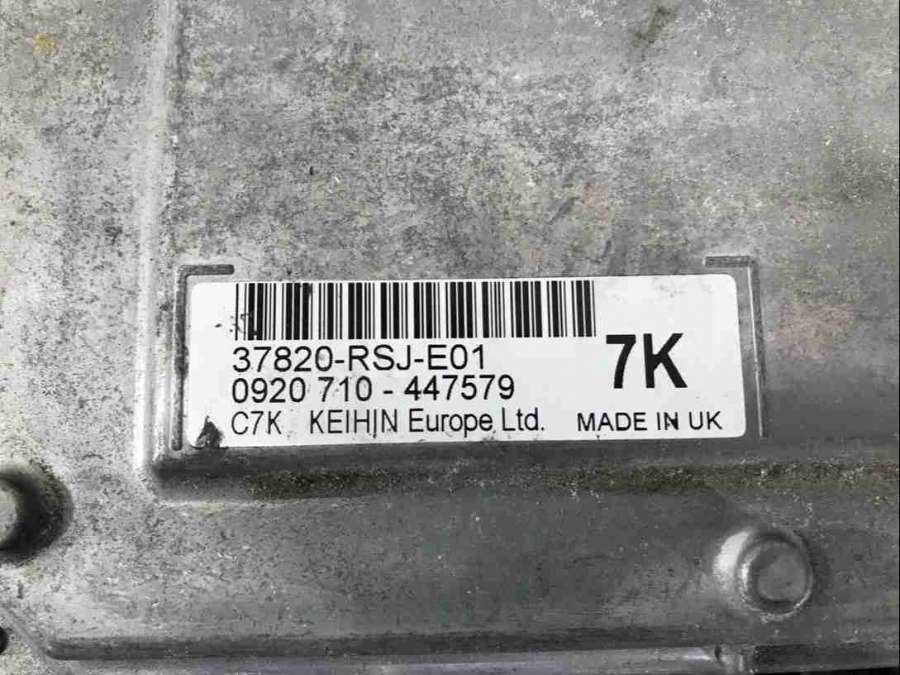 37820-RSJ-E01
7K
0920 710 - 447579
C7K KEIHIN Europe Ltd. MADE IN UK